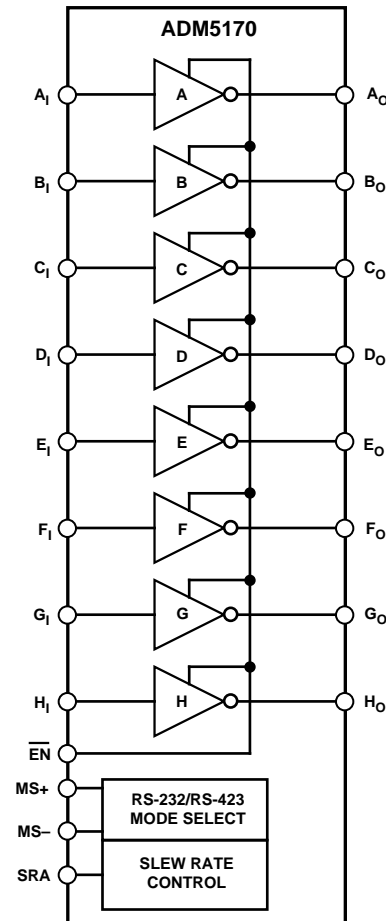 ADM5170
A_I A A_O
B_I B B_O
C_I C C_O
D_I D D_O
E_I E E_O
F_I F F_O
G_I G G_O
H_I H H_O
E̅N̅
MS+
RS-232/RS-423
MODE SELECT
MS–
SRA
SLEW RATE
CONTROL